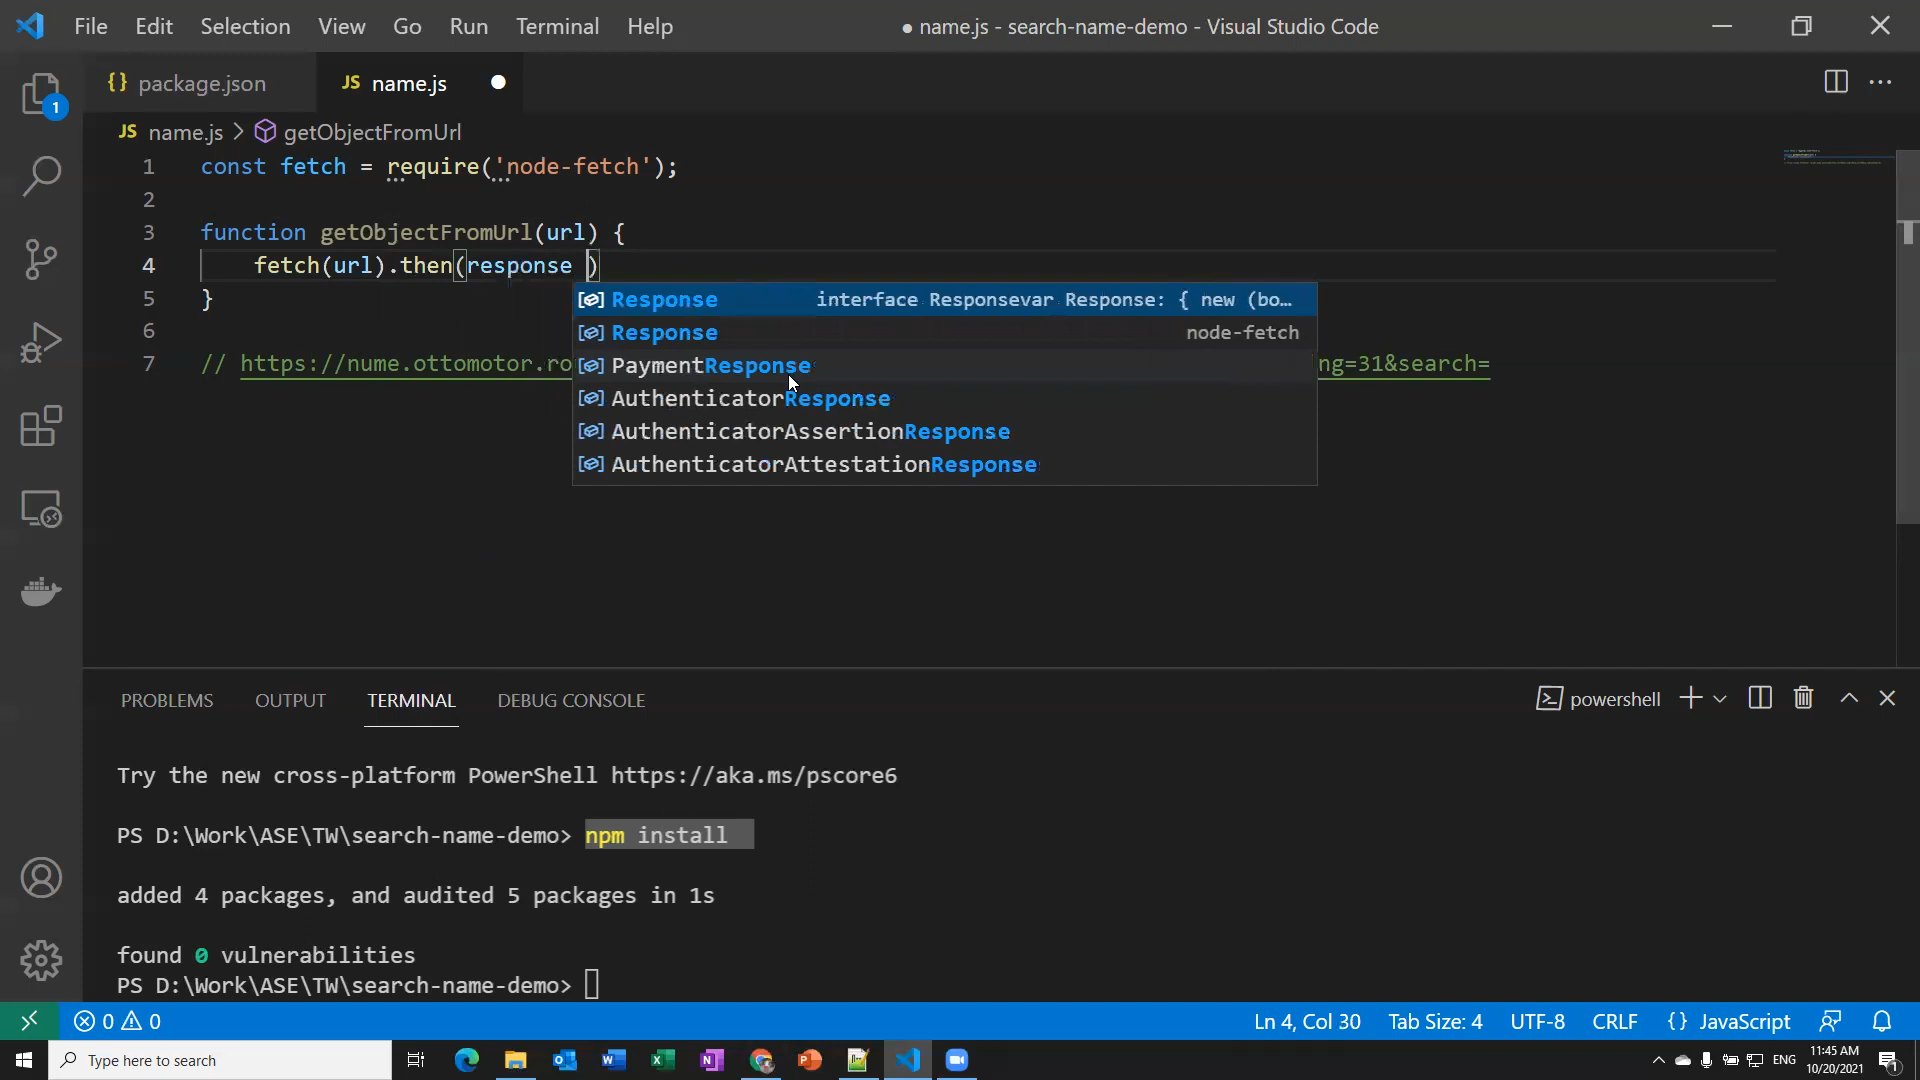 File Edit Selection View Go Run Terminal Help ● name.js - search-name-demo - Visual Studio Code
{} package.json JS name.js
1
JS name.js > getObjectFromUrl
1 const fetch = require('node-fetch');
2
3 function getObjectFromUrl(url) {
4 fetch(url).then(response )
5 }
Response interface Responsevar Response: { new (bo…
6
Response node-fetch
7 // https://nume.ottomotor.ro ng=31&search=
PaymentResponse
AuthenticatorResponse
AuthenticatorAssertionResponse
AuthenticatorAttestationResponse
PROBLEMS OUTPUT TERMINAL DEBUG CONSOLE powershell
Try the new cross-platform PowerShell https://aka.ms/pscore6
PS D:\Work\ASE\TW\search-name-demo> npm install
added 4 packages, and audited 5 packages in 1s
found 0 vulnerabilities
PS D:\Work\ASE\TW\search-name-demo>
0 0 Ln 4, Col 30 Tab Size: 4 UTF-8 CRLF {} JavaScript
Type here to search ENG 11:45 AM
10/20/2021 1